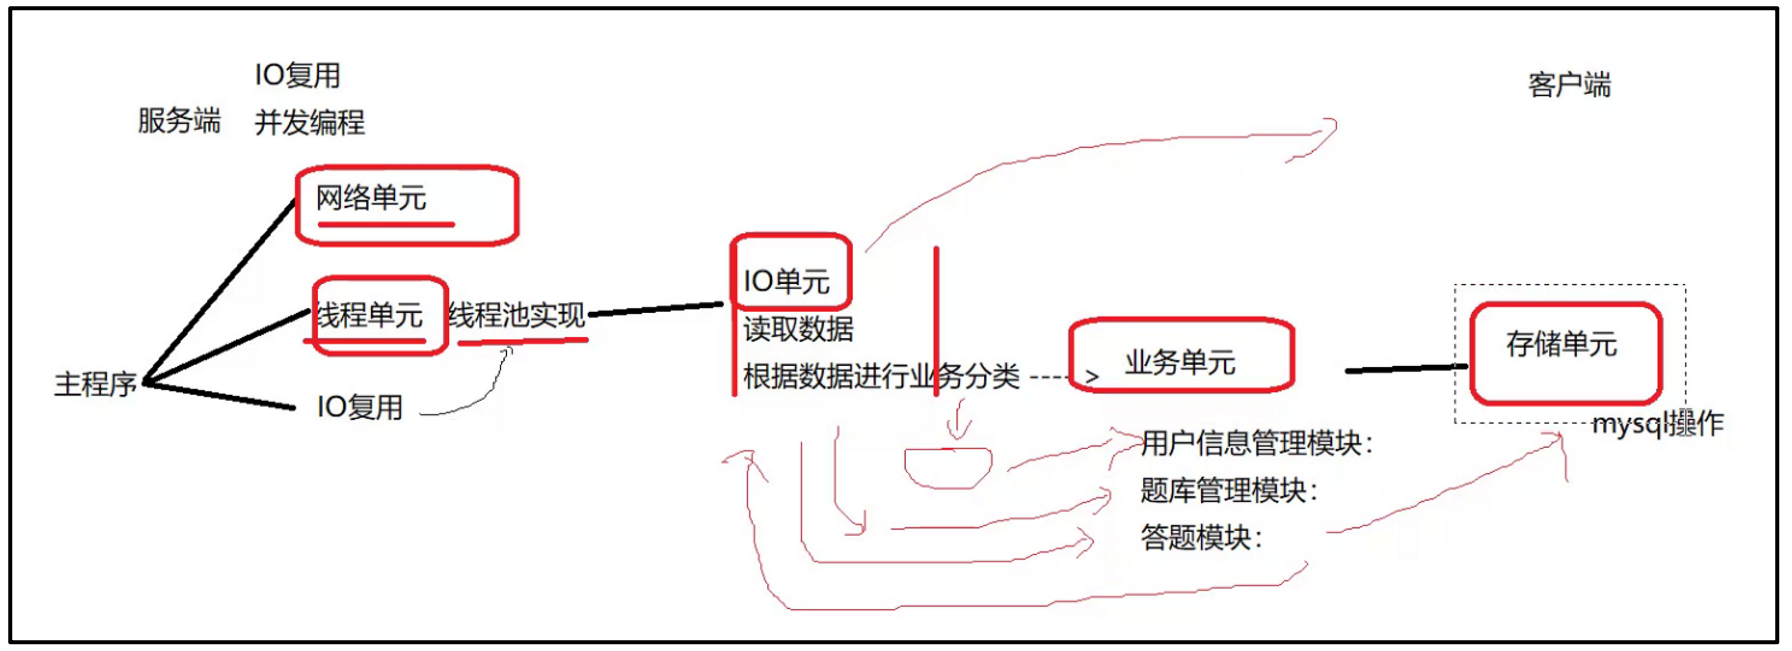 IO复用
服务端
并发编程
客户端
网络单元
线程单元
线程池实现
主程序
IO复用
IO单元
读取数据
根据数据进行业务分类 ---- >
业务单元
用户信息管理模块：
题库管理模块：
答题模块：
存储单元
mysql操作